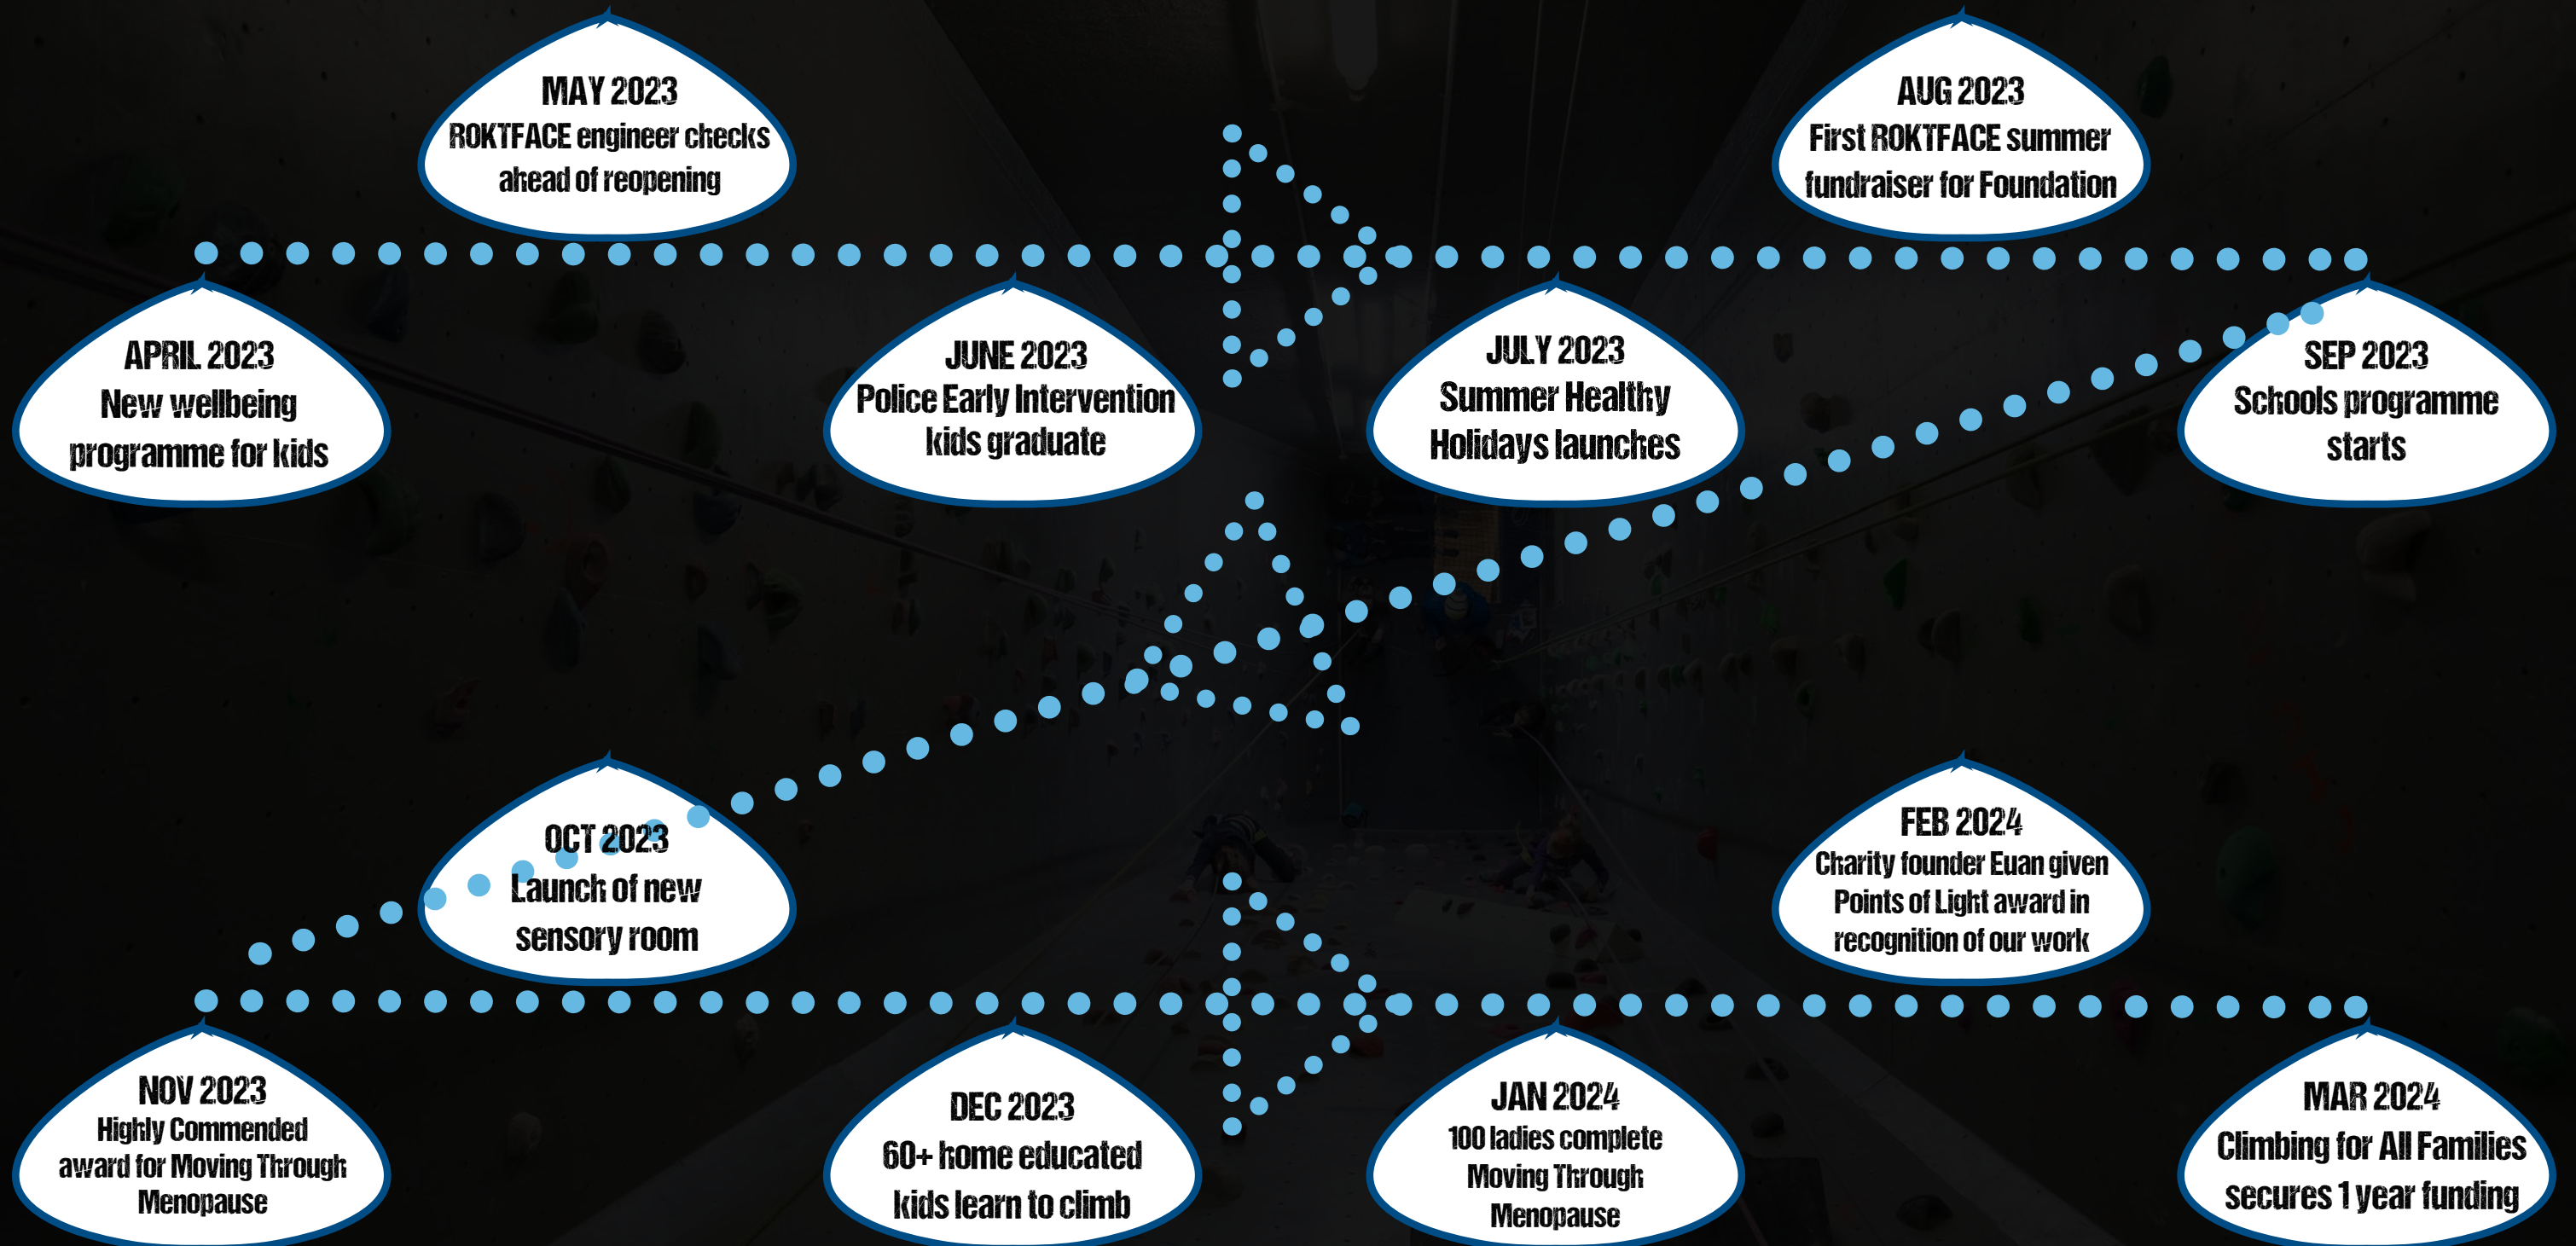 APRIL 2023
New wellbeing
programme for kids
MAY 2023
ROKTFACE engineer checks
ahead of reopening
JUNE 2023
Police Early Intervention
kids graduate
JULY 2023
Summer Healthy
Holidays launches
AUG 2023
First ROKTFACE summer
fundraiser for Foundation
SEP 2023
Schools programme
starts
OCT 2023
Launch of new
sensory room
NOV 2023
Highly Commended
award for Moving Through
Menopause
DEC 2023
60+ home educated
kids learn to climb
JAN 2024
100 ladies complete
Moving Through
Menopause
FEB 2024
Charity founder Euan given
Points of Light award in
recognition of our work
MAR 2024
Climbing for All Families
secures 1 year funding